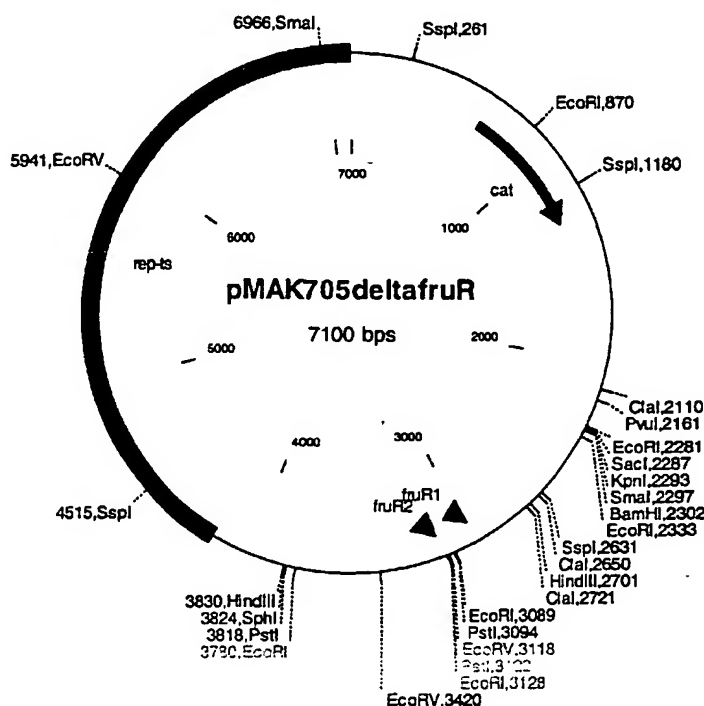 6966,SmaI
SspI,261
EcoRI,870
5941,EcoRV
SspI,1180
7000
cat
1000
6000
rep-ts
pMAK705deltafruR
7100 bps
5000
2000
ClaI,2110
PvuI,2161
EcoRI,2281
SacI,2287
KpnI,2293
SmaI,2297
BamHI,2302
EcoRI,2333
4000
3000
fruR1
fruR2
4515,SspI
SspI,2631
ClaI,2650
HindIII,2701
ClaI,2721
3830,HindIII
3824,SphI
3818,PstI
3780,EcoRI
EcoRI,3089
PstI,3094
EcoRV,3118
PstI,3122
EcoRI,3128
EcoRV,3420